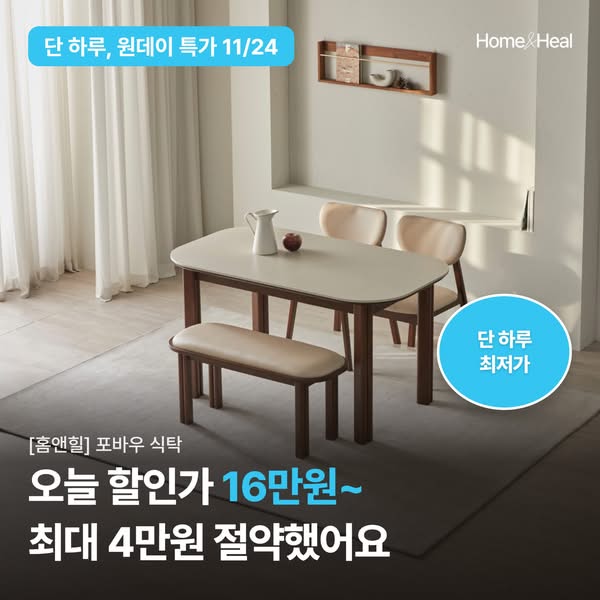 단 하루, 원데이 특가 11/24
Home&Heal
단 하루
최저가
[홈앤힐] 포바우 식탁
오늘 할인가 16만원~
최대 4만원 절약했어요